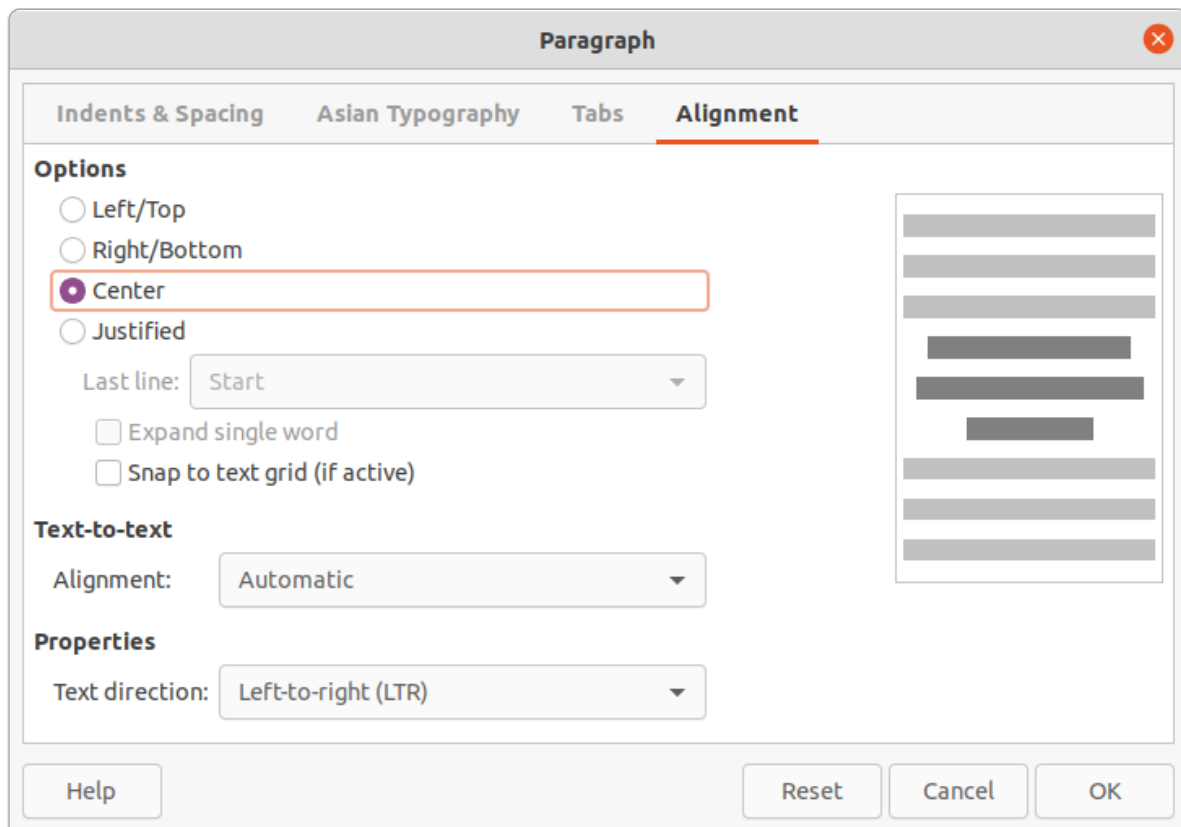 Paragraph
Indents & Spacing Asian Typography Tabs Alignment
Options
Left/Top
Right/Bottom
Center
Justified
Last line: Start
Expand single word
Snap to text grid (if active)
Text-to-text
Alignment: Automatic
Properties
Text direction: Left-to-right (LTR)
Help Reset Cancel OK